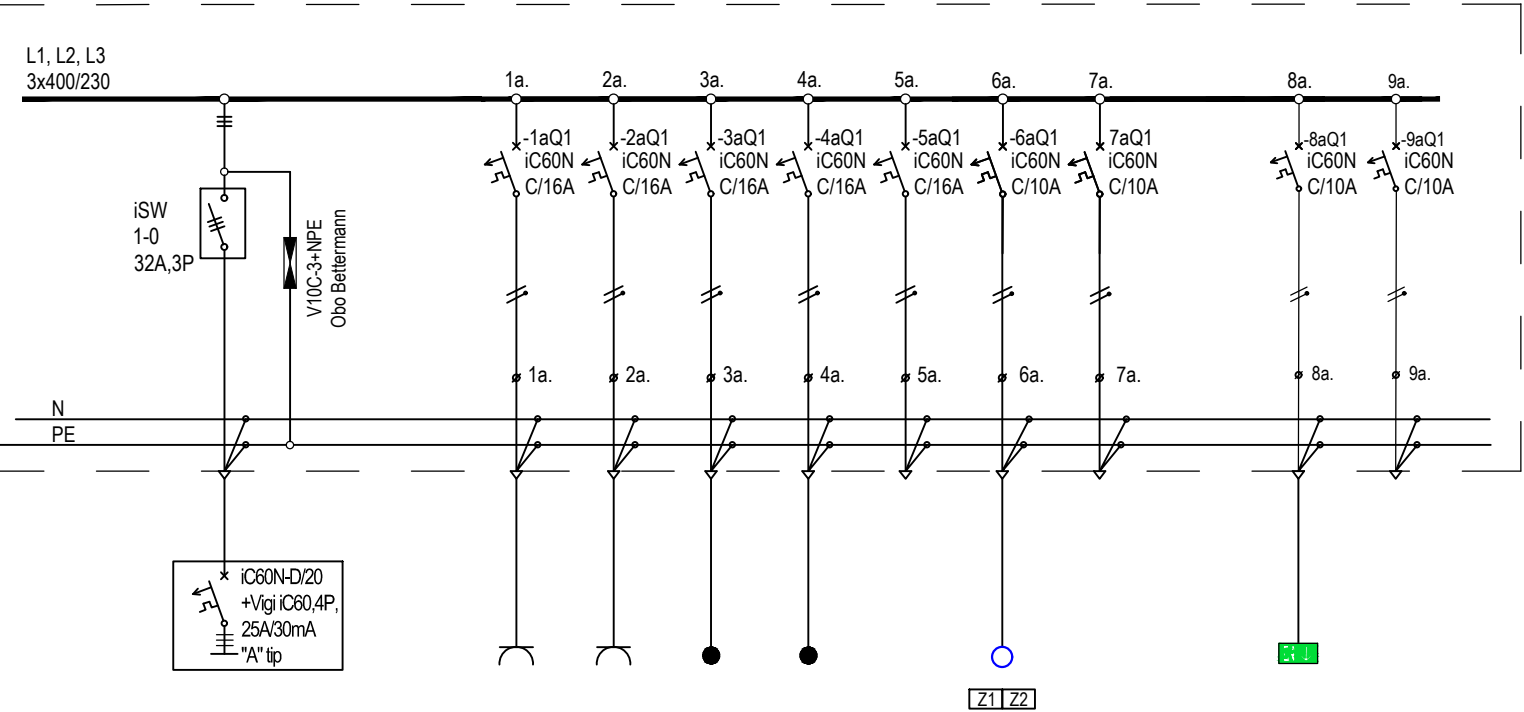 L1, L2, L3
3x400/230
1a.
2a.
3a.
4a.
5a.
6a.
7a.
8a.
9a.
-1aQ1
iC60N
C/16A
-2aQ1
iC60N
C/16A
-3aQ1
iC60N
C/16A
-4aQ1
iC60N
C/16A
-5aQ1
iC60N
C/16A
-6aQ1
iC60N
C/10A
7aQ1
iC60N
C/10A
-8aQ1
iC60N
C/10A
-9aQ1
iC60N
C/10A
iSW
1-0
32A,3P
V10C-3+NPE
Obo Bettermann
1a.
2a.
3a.
4a.
5a.
6a.
7a.
8a.
9a.
N
PE
iC60N-D/20
+Vigi iC60,4P,
25A/30mA
"A" tip
Z1 Z2